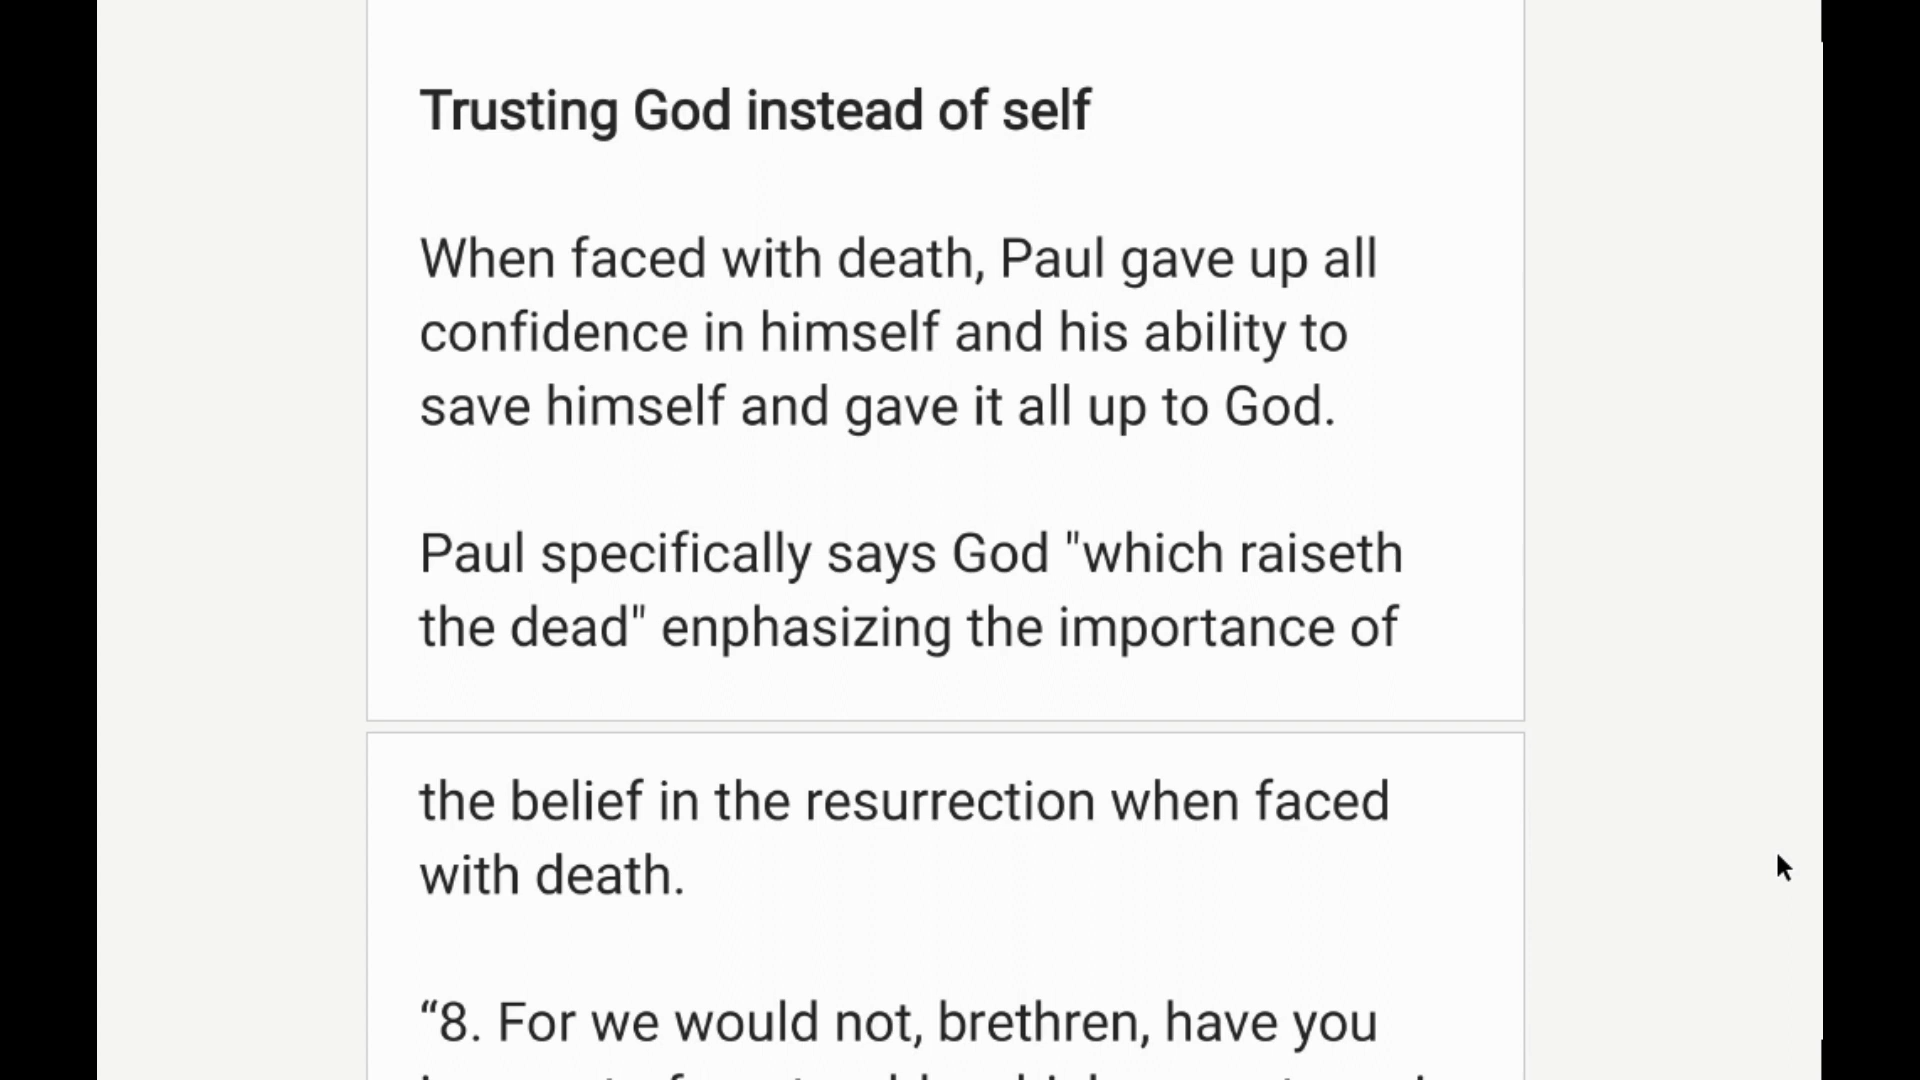 Trusting God instead of self
When faced with death, Paul gave up all
confidence in himself and his ability to
save himself and gave it all up to God.
Paul specifically says God "which raiseth
the dead" enphasizing the importance of
the belief in the resurrection when faced
with death.
“8. For we would not, brethren, have you